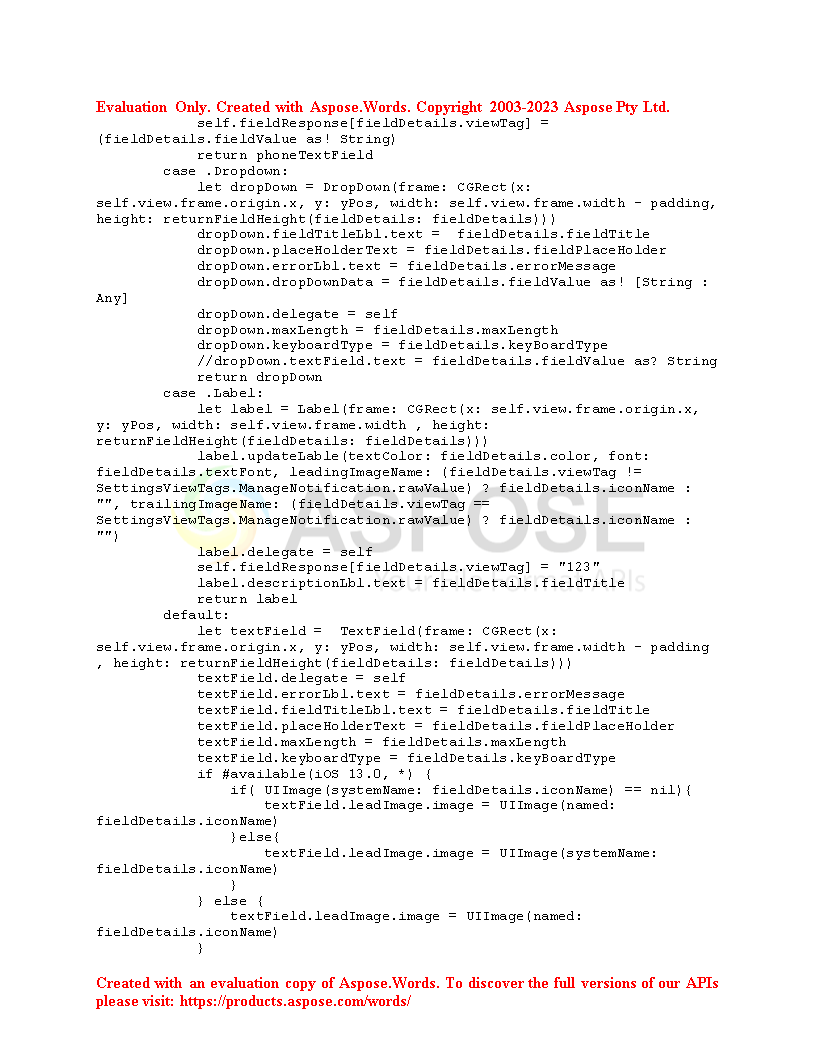 Evaluation Only. Created with Aspose.Words. Copyright 2003-2023 Aspose Pty Ltd.
self.fieldResponse[fieldDetails.viewTag] =
(fieldDetails.fieldValue as! String)
return phoneTextField
case .Dropdown:
let dropDown = DropDown(frame: CGRect(x:
self.view.frame.origin.x, y: yPos, width: self.view.frame.width - padding,
height: returnFieldHeight(fieldDetails: fieldDetails)))
dropDown.fieldTitleLbl.text =  fieldDetails.fieldTitle
dropDown.placeHolderText = fieldDetails.fieldPlaceHolder
dropDown.errorLbl.text = fieldDetails.errorMessage
dropDown.dropDownData = fieldDetails.fieldValue as! [String :
Any]
dropDown.delegate = self
dropDown.maxLength = fieldDetails.maxLength
dropDown.keyboardType = fieldDetails.keyBoardType
//dropDown.textField.text = fieldDetails.fieldValue as? String
return dropDown
case .Label:
let label = Label(frame: CGRect(x: self.view.frame.origin.x,
y: yPos, width: self.view.frame.width , height:
returnFieldHeight(fieldDetails: fieldDetails)))
label.updateLable(textColor: fieldDetails.color, font:
fieldDetails.textFont, leadingImageName: (fieldDetails.viewTag !=
SettingsViewTags.ManageNotification.rawValue) ? fieldDetails.iconName :
"", trailingImageName: (fieldDetails.viewTag ==
SettingsViewTags.ManageNotification.rawValue) ? fieldDetails.iconName :
"")
ASPOSE
label.delegate = self
self.fieldResponse[fieldDetails.viewTag] = "123"
label.descriptionLbl.text = fieldDetails.fieldTitle
APIs
return label
default:
let textField =  TextField(frame: CGRect(x:
self.view.frame.origin.x, y: yPos, width: self.view.frame.width - padding
, height: returnFieldHeight(fieldDetails: fieldDetails)))
textField.delegate = self
textField.errorLbl.text = fieldDetails.errorMessage
textField.fieldTitleLbl.text = fieldDetails.fieldTitle
textField.placeHolderText = fieldDetails.fieldPlaceHolder
textField.maxLength = fieldDetails.maxLength
textField.keyboardType = fieldDetails.keyBoardType
if #available(iOS 13.0, *) {
if( UIImage(systemName: fieldDetails.iconName) == nil){
textField.leadImage.image = UIImage(named:
fieldDetails.iconName)
}else{
textField.leadImage.image = UIImage(systemName:
fieldDetails.iconName)
}
} else {
textField.leadImage.image = UIImage(named:
fieldDetails.iconName)
}
Created with an evaluation copy of Aspose.Words. To discover the full versions of our APIs
please visit: https://products.aspose.com/words/